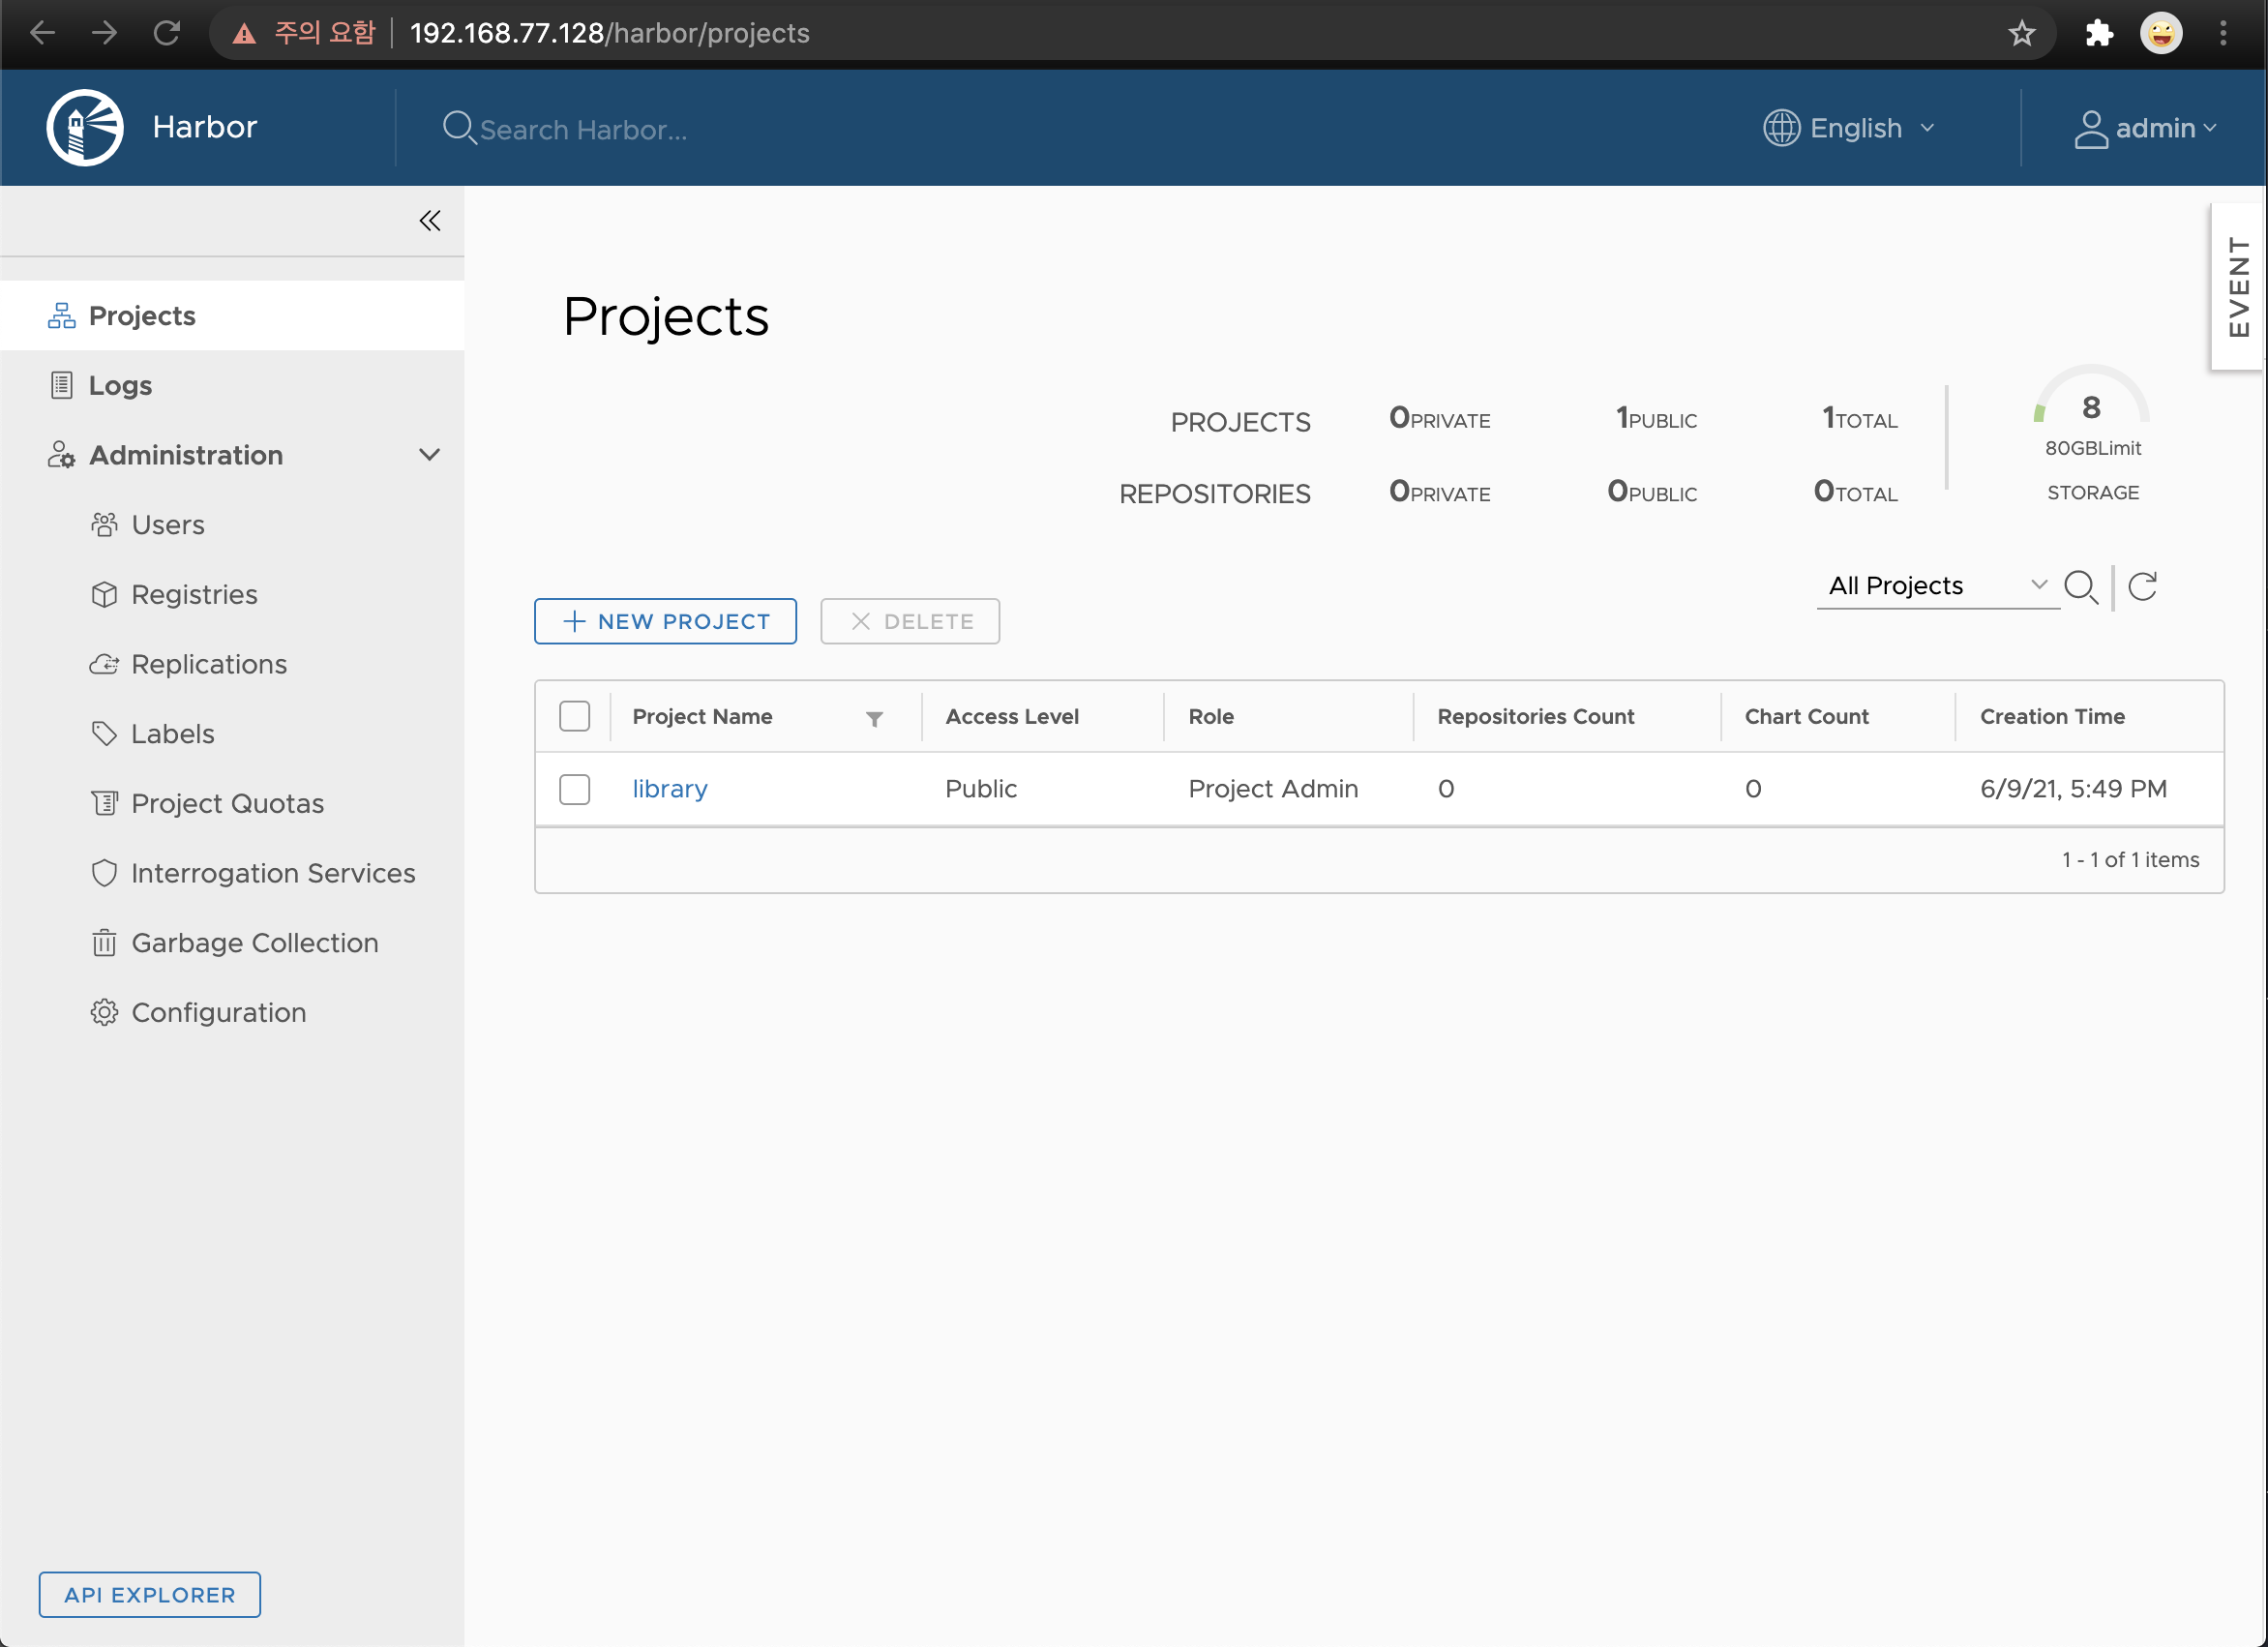 주의 요함 192.168.77.128/harbor/projects
Harbor Search Harbor... English admin
EVENT
Projects
Logs
Administration
Users
Registries
Replications
Labels
Project Quotas
Interrogation Services
Garbage Collection
Configuration
API EXPLORER
Projects
PROJECTS 0PRIVATE 1PUBLIC 1TOTAL
REPOSITORIES 0PRIVATE 0PUBLIC 0TOTAL
8
80GBLimit
STORAGE
All Projects
NEW PROJECT DELETE
Project Name Access Level Role Repositories Count Chart Count Creation Time
library Public Project Admin 0 0 6/9/21, 5:49 PM
1 - 1 of 1 items